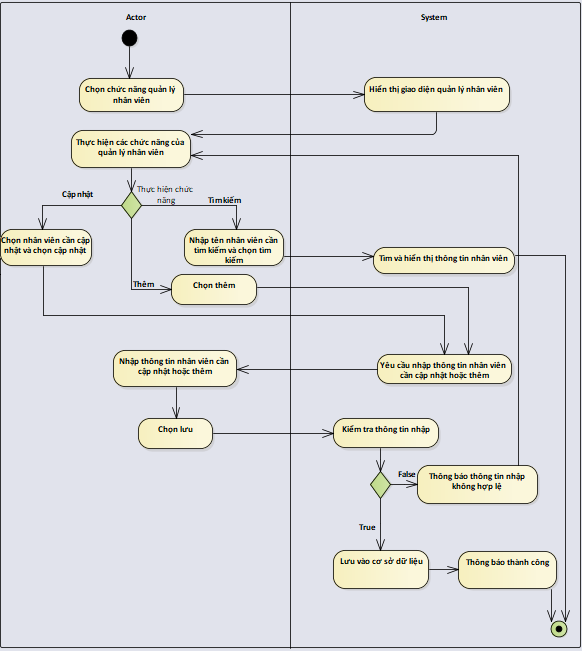 Actor
System
Chọn chức năng quản lý
nhân viên
Hiển thị giao diện quản lý nhân viên
Thực hiện các chức năng của
quản lý nhân viên
Thực hiện chức
năng
Cập nhật
Tìm kiếm
Chọn nhân viên cần cập
nhật và chọn cập nhật
Nhập tên nhân viên cần
tìm kiếm và chọn tìm
kiếm
Tìm và hiển thị thông tin nhân viên
Thêm
Chọn thêm
Nhập thông tin nhân viên cần
cập nhật hoặc thêm
Yêu cầu nhập thông tin nhân viên
cần cập nhật hoặc thêm
Chọn lưu
Kiểm tra thông tin nhập
False
Thông báo thông tin nhập
không hợp lệ
True
Lưu vào cơ sở dữ liệu
Thông báo thành công